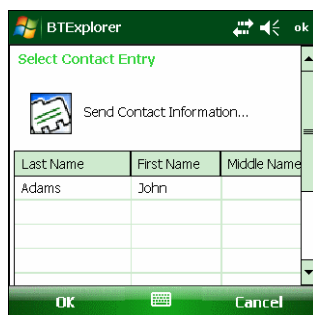 BTExplorer ok
Select Contact Entry
Send Contact Information...
Last Name First Name Middle Name
Adams John
OK Cancel